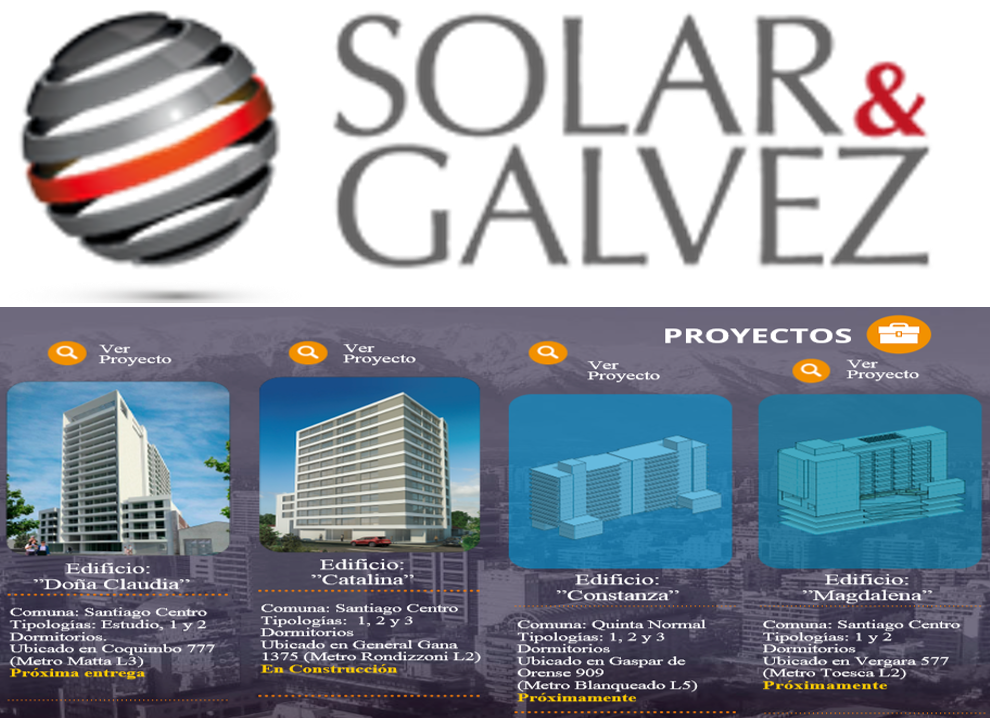 SOLAR &
GALVEZ
PROYECTOS
Ver
Proyecto
Edificio:
"Doña Claudia"
Comuna: Santiago Centro
Tipologías: Estudio, 1 y 2
Dormitorios.
Ubicado en Coquimbo 777
(Metro Matta L3)
Próxima entrega
Ver
Proyecto
Edificio:
"Catalina"
Comuna: Santiago Centro
Tipologías: 1, 2 y 3
Dormitorios
Ubicado en General Gana
1375 (Metro Rondizzoni L2)
En Construcción
Ver
Proyecto
Edificio:
"Constanza"
Comuna: Quinta Normal
Tipologías: 1, 2 y 3
Dormitorios
Ubicado en Gaspar de
Orense 909
(Metro Blanqueado L5)
Próximamente
Ver
Proyecto
Edificio:
"Magdalena"
Comuna: Santiago Centro
Tipologías: 1 y 2
Dormitorios
Ubicado en Vergara 577
(Metro Toesca L2)
Próximamente